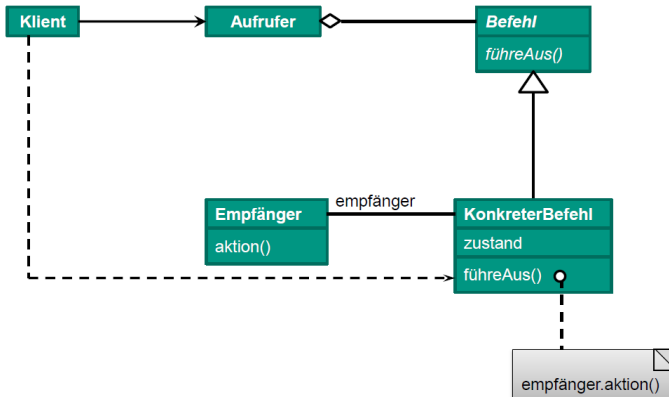 Klient
Aufrufer
Befehl
führeAus()
Empfänger
aktion()
empfänger
KonkreterBefehl
zustand
führeAus()
empfänger.aktion()